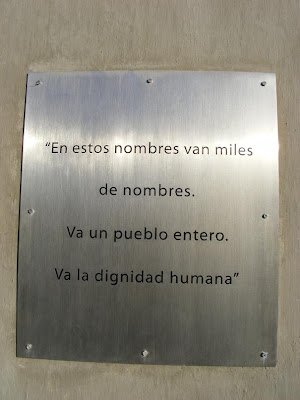 “En estos nombres van miles
de nombres.
Va un pueblo entero.
Va la dignidad humana”